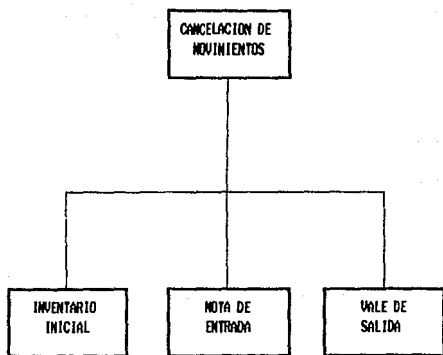 CANCELACION DE
MOVIMIENTOS
INVENTARIO
INICIAL
NOTA DE
ENTRADA
VALE DE
SALIDA